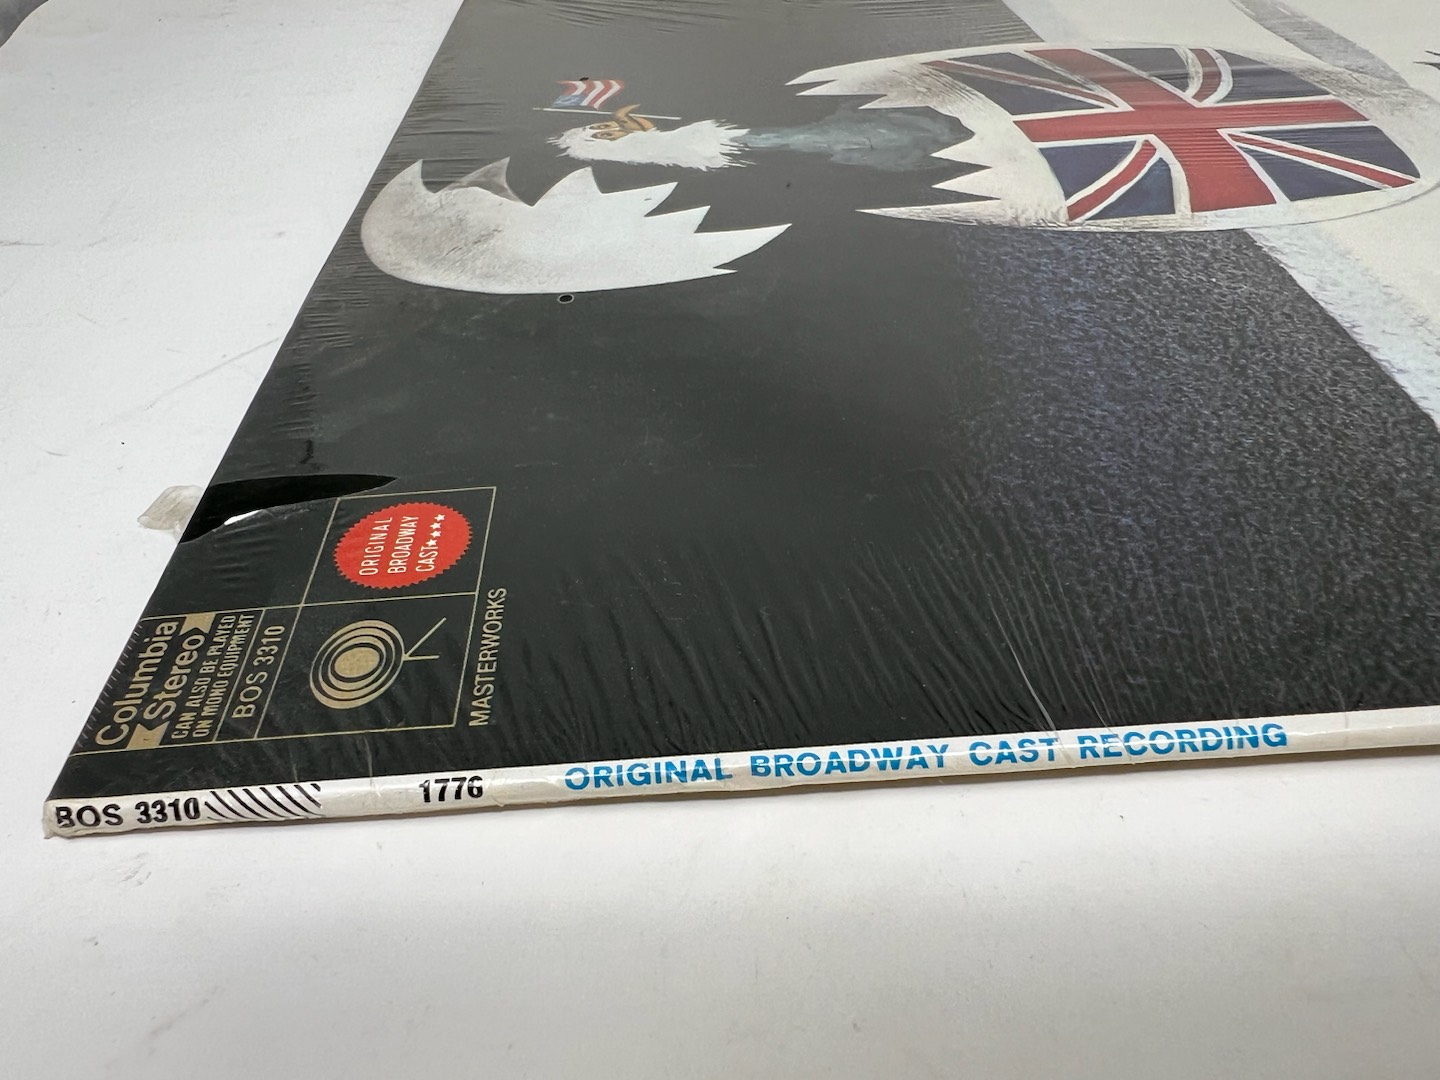 Columbia
Stereo
CAN ALSO BE PLAYED
ON MONO EQUIPMENT
BOS 3310
ORIGINAL
BROADWAY
CAST★★★★
MASTERWORKS
BOS 3310 1776 ORIGINAL BROADWAY CAST RECORDING